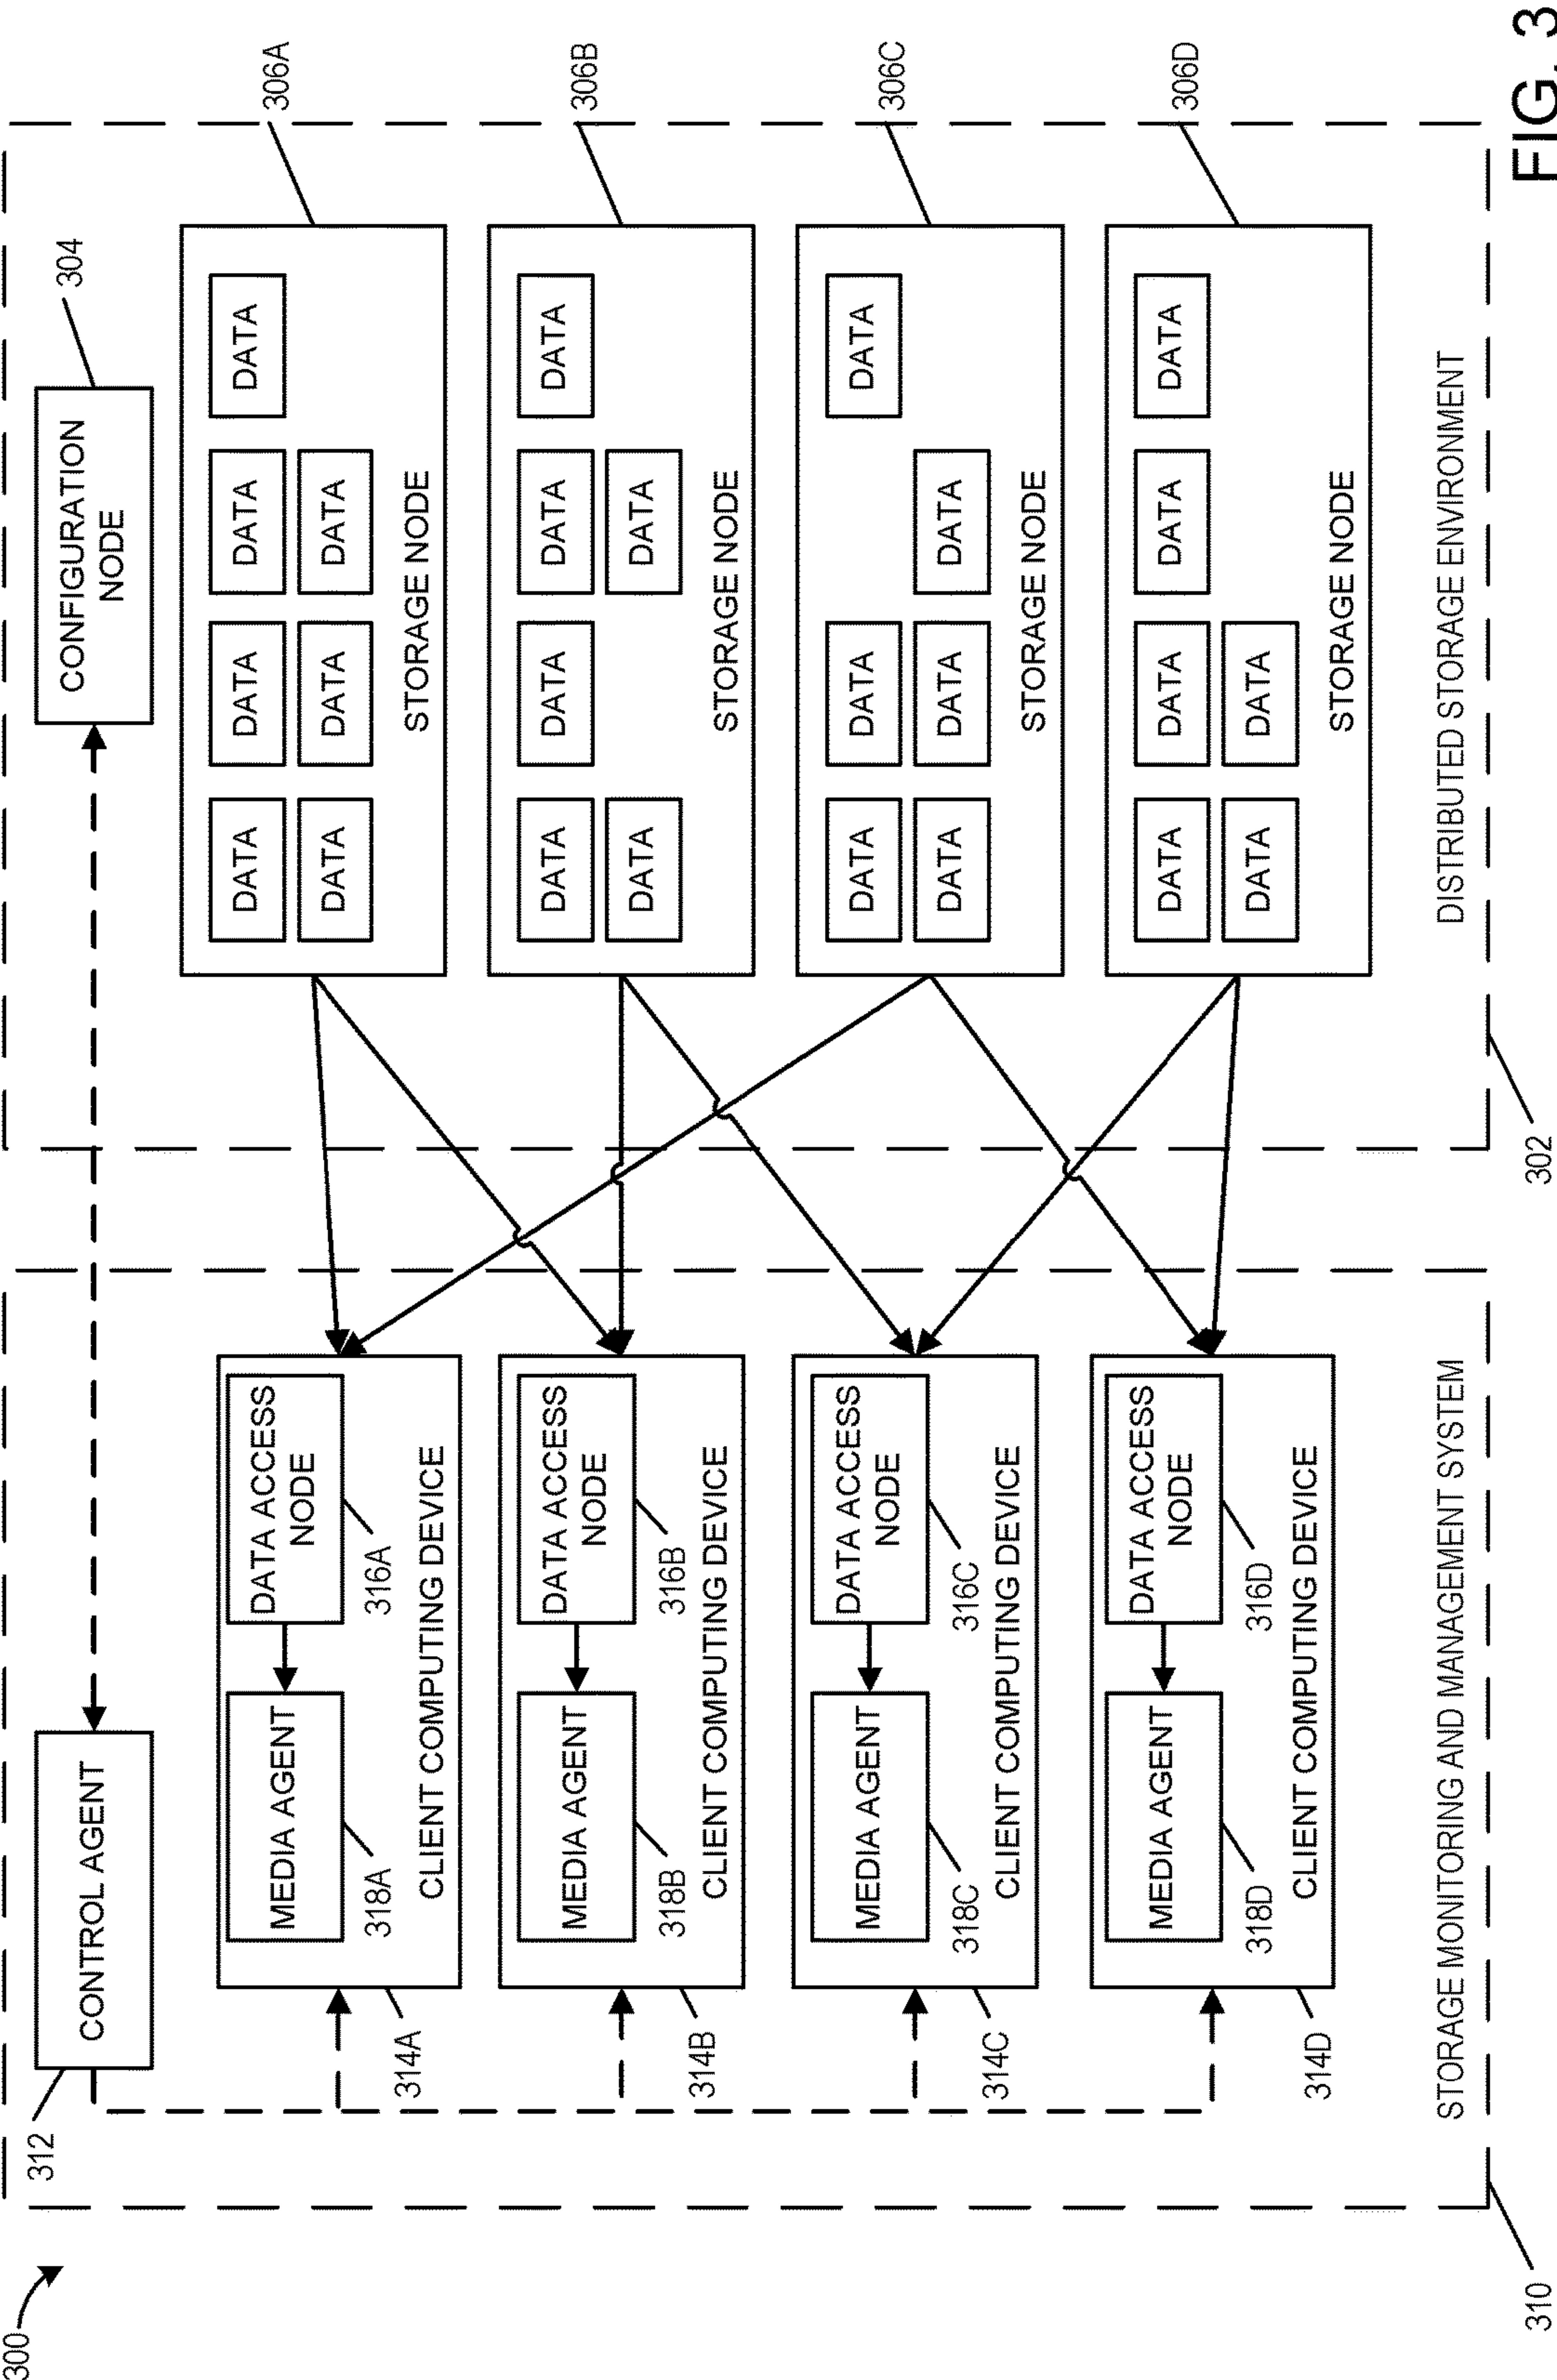 300
312
CONTROL AGENT
CONFIGURATION
NODE
304
MEDIA AGENT
318A
DATA ACCESS
NODE
316A
CLIENT COMPUTING DEVICE
314A
MEDIA AGENT
318B
DATA ACCESS
NODE
316B
CLIENT COMPUTING DEVICE
314B
MEDIA AGENT
318C
DATA ACCESS
NODE
316C
CLIENT COMPUTING DEVICE
314C
MEDIA AGENT
318D
DATA ACCESS
NODE
316D
CLIENT COMPUTING DEVICE
314D
STORAGE MONITORING AND MANAGEMENT SYSTEM
310
DATA
DATA
DATA
DATA
DATA
DATA
DATA
STORAGE NODE
306A
DATA
DATA
DATA
DATA
DATA
DATA
STORAGE NODE
306B
DATA
DATA
DATA
DATA
DATA
DATA
STORAGE NODE
306C
DATA
DATA
DATA
DATA
DATA
DATA
STORAGE NODE
306D
DISTRIBUTED STORAGE ENVIRONMENT
302
FIG. 3